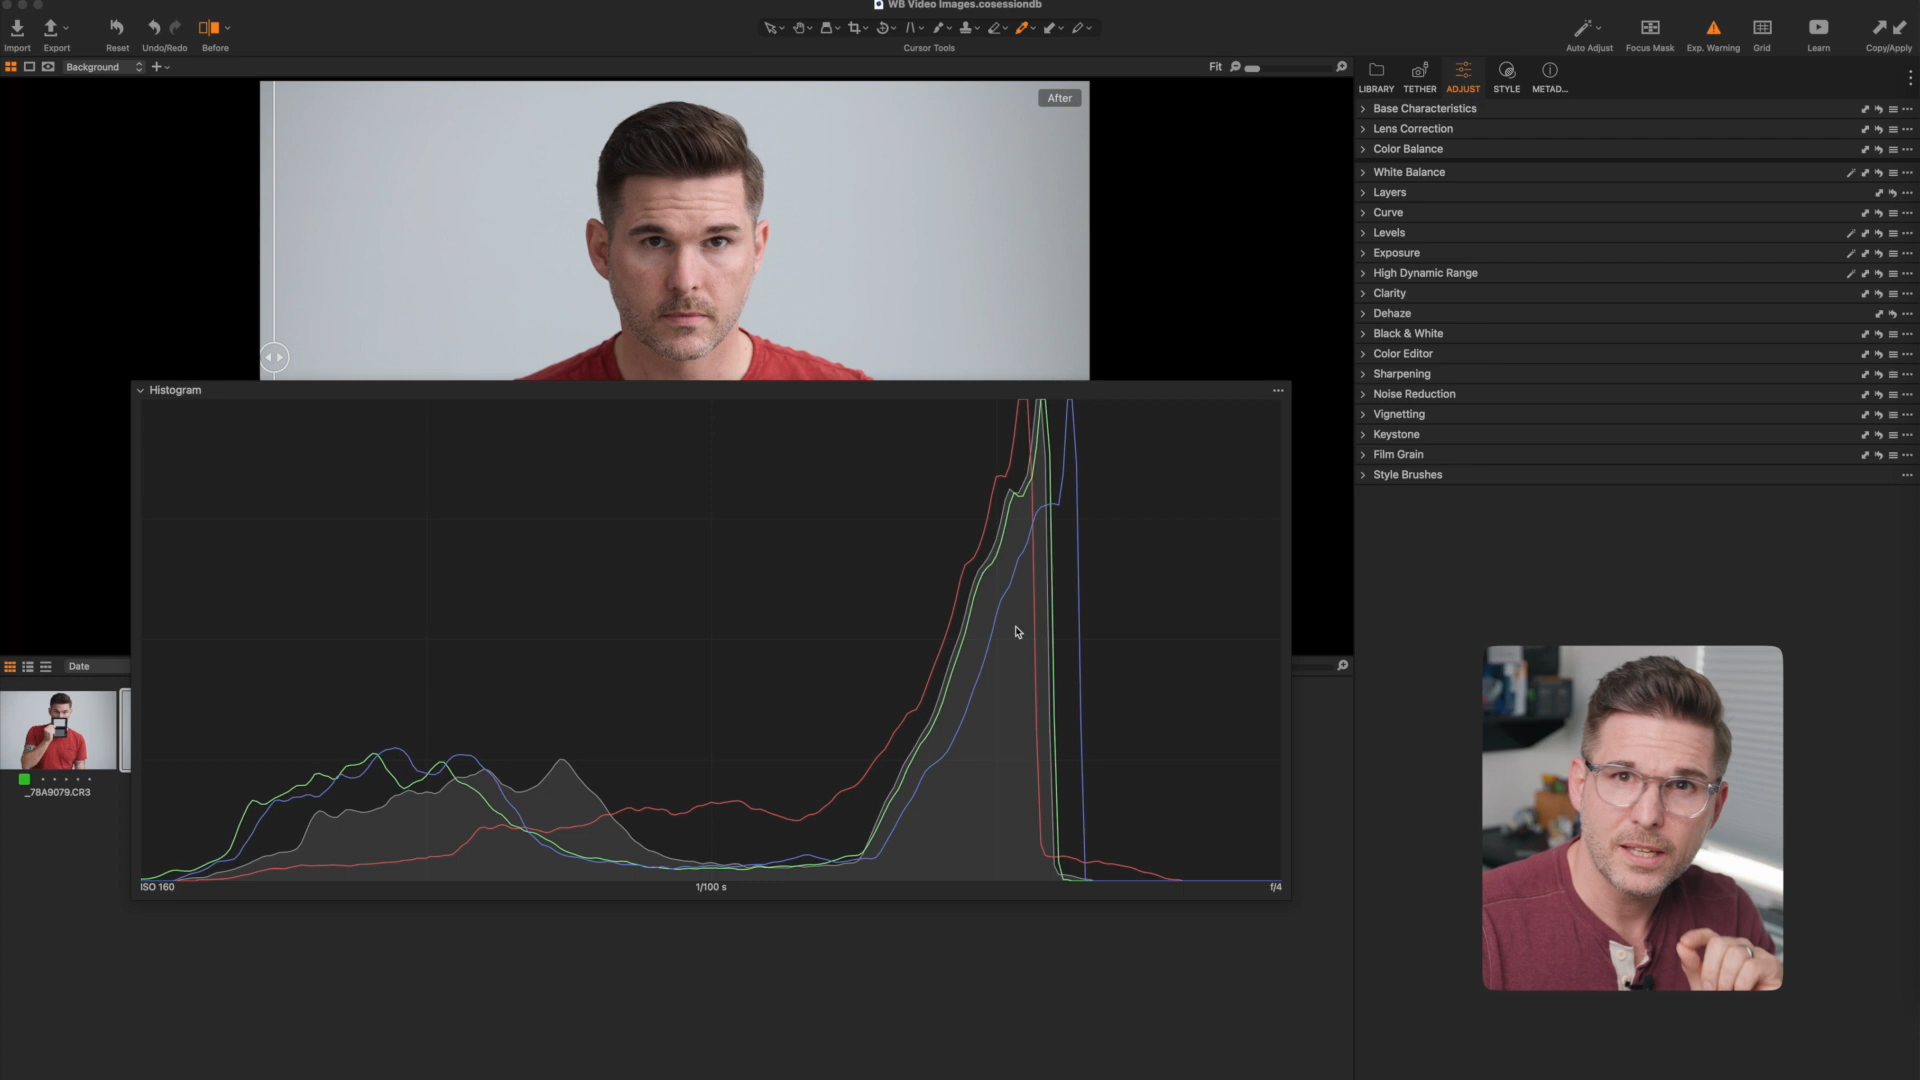 WB Video Images.cosessiondb
Import
Export
Reset
Undo/Redo
Before
Cursor Tools
Auto Adjust
Focus Mask
Exp. Warning
Grid
Learn
Copy/Apply
Background
Fit
After
LIBRARY
TETHER
ADJUST
STYLE
METAD...
Base Characteristics
Lens Correction
Color Balance
White Balance
Layers
Curve
Levels
Exposure
High Dynamic Range
Clarity
Dehaze
Black & White
Color Editor
Sharpening
Noise Reduction
Vignetting
Keystone
Film Grain
Style Brushes
Histogram
ISO 160
1/100 s
f/4
Date
_78A9079.CR3